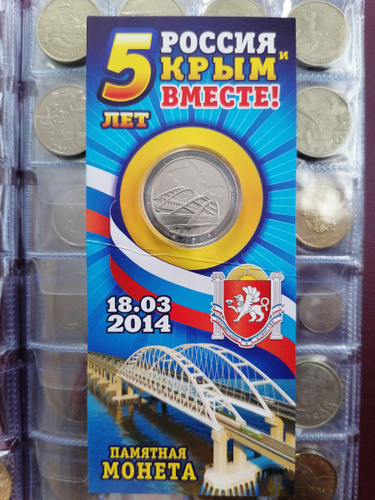 5 ЛЕТ
РОССИЯ
и КРЫМ
ВМЕСТЕ!
18.03
2014
ПАМЯТНАЯ
МОНЕТА